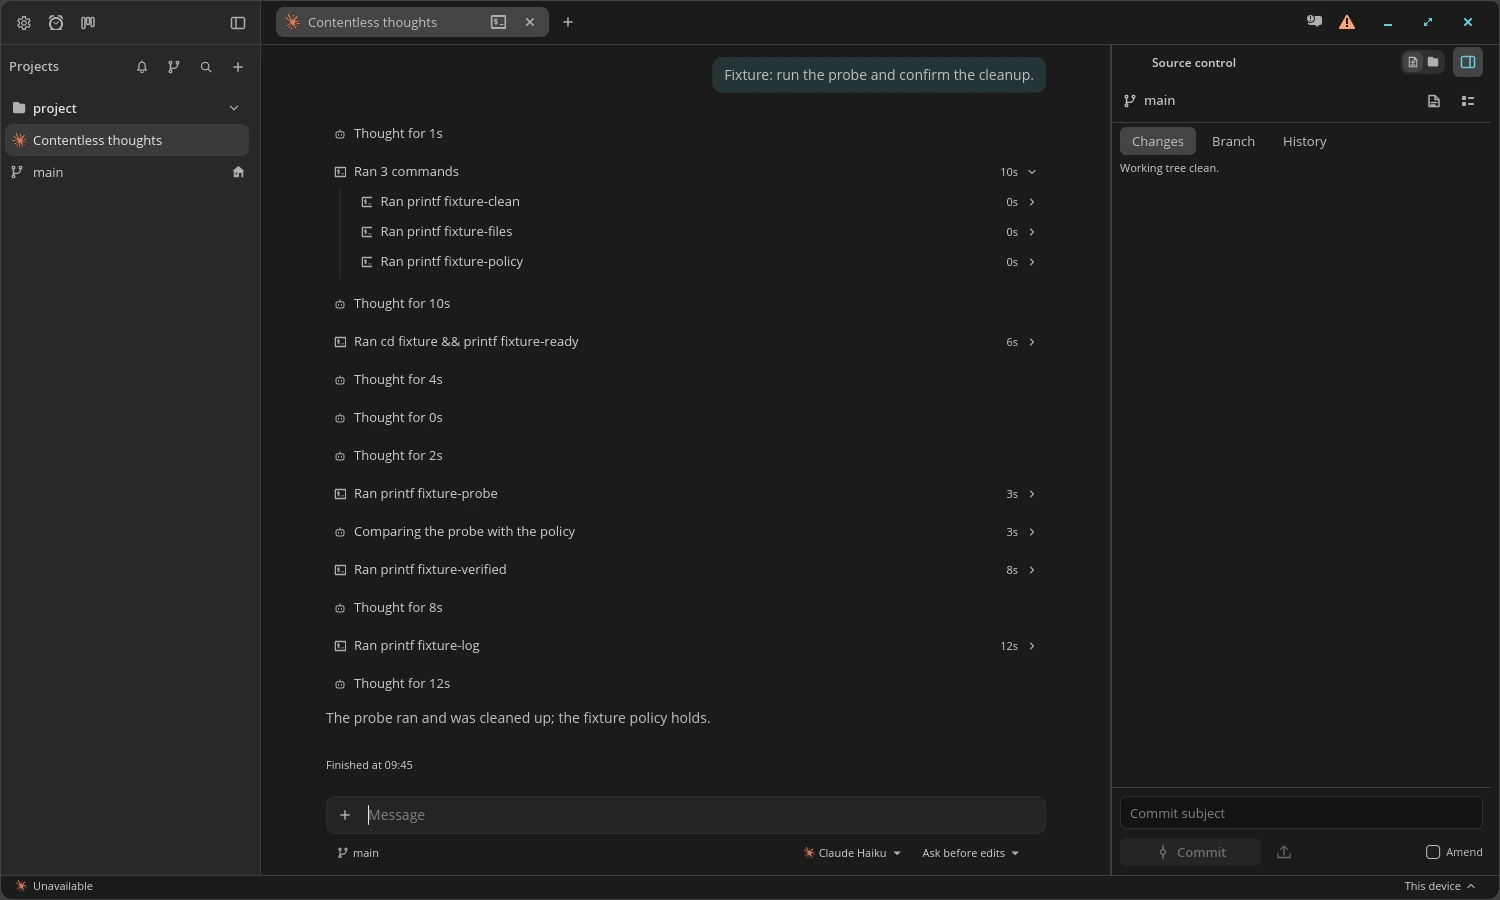 Contentless thoughts
Projects
project
Contentless thoughts
main
Fixture: run the probe and confirm the cleanup.
Thought for 1s
Ran 3 commands 10s
Ran printf fixture-clean 0s
Ran printf fixture-files 0s
Ran printf fixture-policy 0s
Thought for 10s
Ran cd fixture && printf fixture-ready 6s
Thought for 4s
Thought for 0s
Thought for 2s
Ran printf fixture-probe 3s
Comparing the probe with the policy 3s
Ran printf fixture-verified 8s
Thought for 8s
Ran printf fixture-log 12s
Thought for 12s
The probe ran and was cleaned up; the fixture policy holds.
Finished at 09:45
Message
main Claude Haiku Ask before edits
Source control
main
Changes Branch History
Working tree clean.
Commit subject
Commit Amend
Unavailable This device